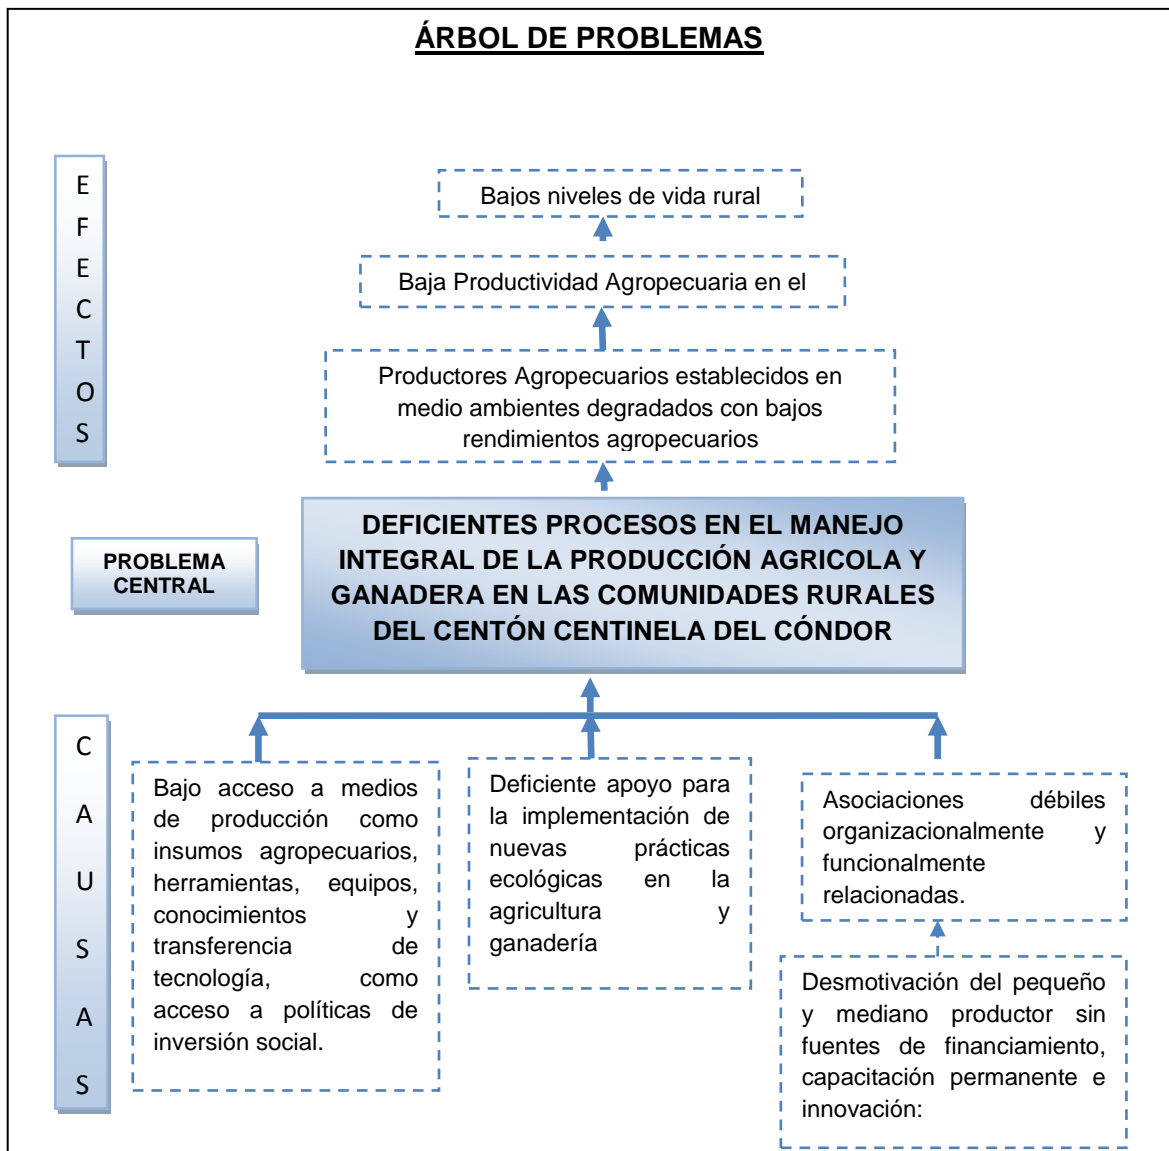 ÁRBOL DE PROBLEMAS
E
F
E
C
T
O
S
Bajos niveles de vida rural
Baja Productividad Agropecuaria en el
Productores Agropecuarios establecidos en
medio ambientes degradados con bajos
rendimientos agropecuarios
PROBLEMA
CENTRAL
DEFICIENTES PROCESOS EN EL MANEJO
INTEGRAL DE LA PRODUCCIÓN AGRICOLA Y
GANADERA EN LAS COMUNIDADES RURALES
DEL CENTÓN CENTINELA DEL CÓNDOR
C
A
U
S
A
S
Bajo acceso a medios
de producción como
insumos agropecuarios,
herramientas, equipos,
conocimientos y
transferencia de
tecnología, como
acceso a políticas de
inversión social.
Deficiente apoyo para
la implementación de
nuevas prácticas
ecológicas en la
agricultura y
ganadería
Asociaciones débiles
organizacionalmente y
funcionalmente
relacionadas.
Desmotivación del pequeño
y mediano productor sin
fuentes de financiamiento,
capacitación permanente e
innovación: